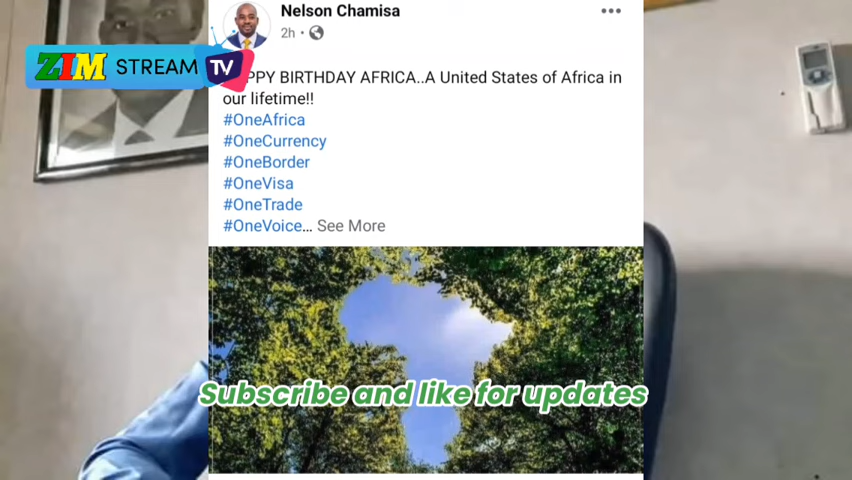 Nelson Chamisa
2h
ZIM STREAM TV
PPY BIRTHDAY AFRICA..A United States of Africa in
our lifetime!!
#OneAfrica
#OneCurrency
#OneBorder
#OneVisa
#OneTrade
#OneVoice... See More
Subscribe and like for updates